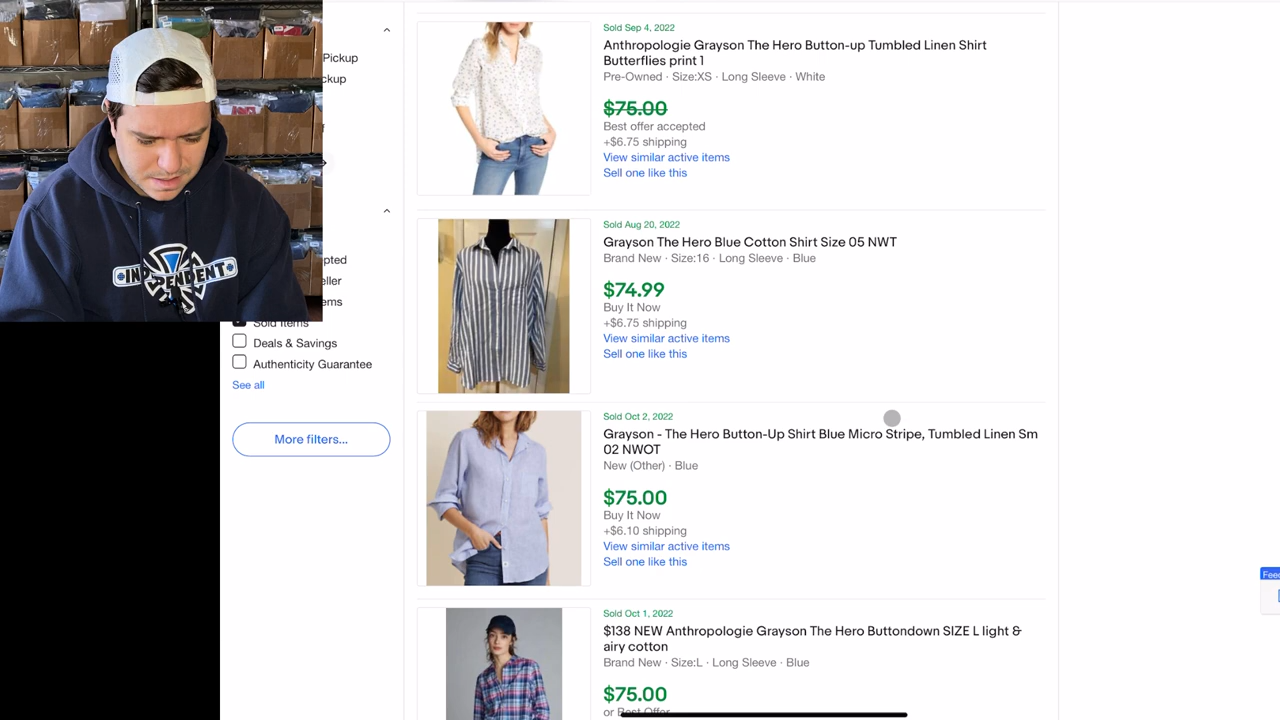 Pickup
ckup
f
pted
eller
ems
Sold Items
Deals & Savings
Authenticity Guarantee
See all
More filters...
INDEPENDENT
Sold Sep 4, 2022
Anthropologie Grayson The Hero Button-up Tumbled Linen Shirt
Butterflies print 1
Pre-Owned · Size:XS · Long Sleeve · White
$75.00
Best offer accepted
+$6.75 shipping
View similar active items
Sell one like this
Sold Aug 20, 2022
Grayson The Hero Blue Cotton Shirt Size 05 NWT
Brand New · Size:16 · Long Sleeve · Blue
$74.99
Buy It Now
+$6.75 shipping
View similar active items
Sell one like this
Sold Oct 2, 2022
Grayson - The Hero Button-Up Shirt Blue Micro Stripe, Tumbled Linen Sm
02 NWOT
New (Other) · Blue
$75.00
Buy It Now
+$6.10 shipping
View similar active items
Sell one like this
Sold Oct 1, 2022
$138 NEW Anthropologie Grayson The Hero Buttondown SIZE L light &
airy cotton
Brand New · Size:L · Long Sleeve · Blue
$75.00
or Best Offer
Feed